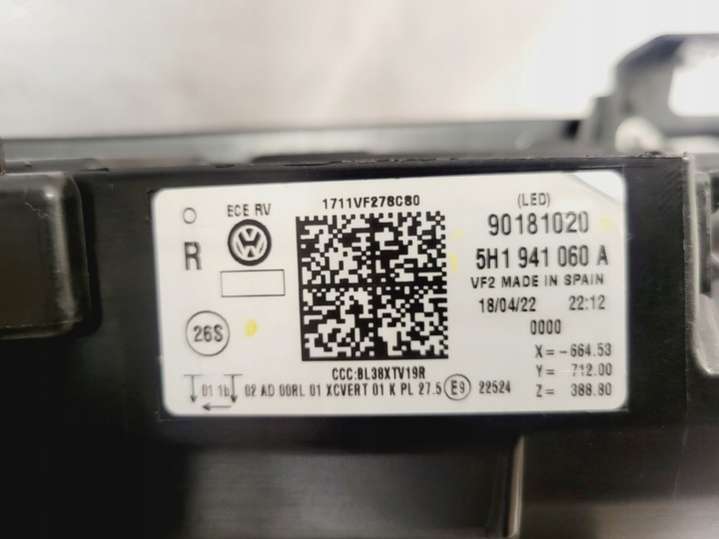 ECE RV
R
26S
1711VF278C80
CCC:BL38XTV19R
(LED)
90181020
5H1 941 060 A
VF2 MADE IN SPAIN
18/04/22 22:12
0000
X= -664.53
Y= 712.00
Z= 388.80
01 1b 02 AD 00RL 01 XCVERT 01 K PL 27.5 E9 22524